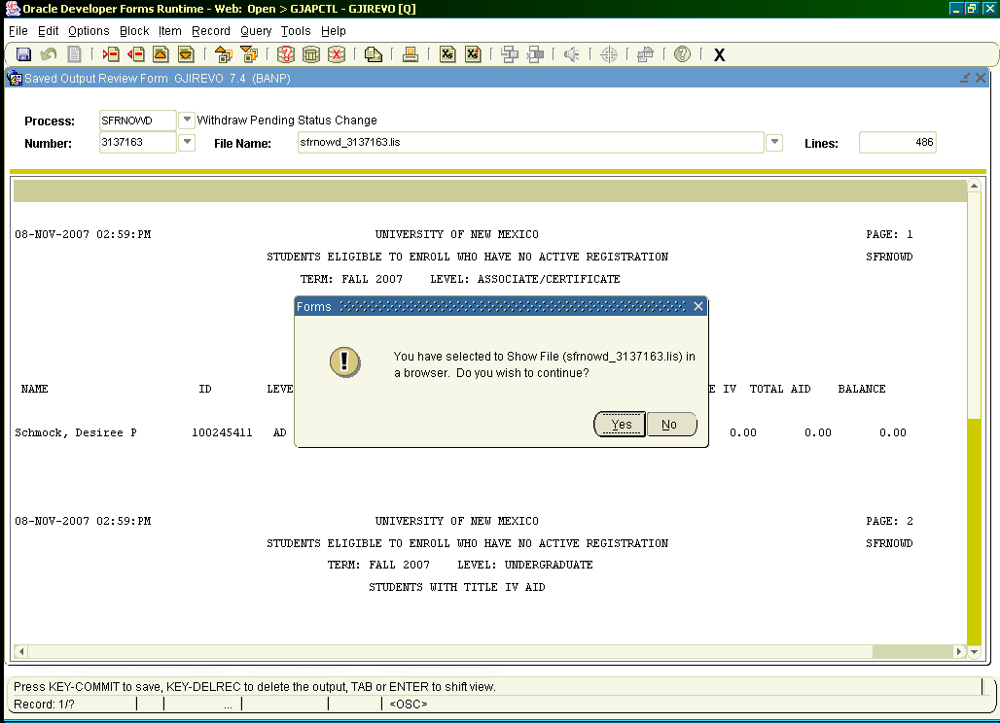 Oracle Developer Forms Runtime - Web: Open > GJAPCTL - GJIREVO [Q]
File Edit Options Block Item Record Query Tools Help
X
Saved Output Review Form GJIREVO 7.4 (BANP)
Process: SFRNOWD Withdraw Pending Status Change
Number: 3137163 File Name: sfrnowd_3137163.lis Lines: 486
08-NOV-2007 02:59:PM UNIVERSITY OF NEW MEXICO PAGE: 1
STUDENTS ELIGIBLE TO ENROLL WHO HAVE NO ACTIVE REGISTRATION SFRNOWD
TERM: FALL 2007 LEVEL: ASSOCIATE/CERTIFICATE
Forms
You have selected to Show File (sfrnowd_3137163.lis) in
a browser. Do you wish to continue?
Yes No
NAME ID LEVE E IV TOTAL AID BALANCE
Schmock, Desiree P 100245411 AD 0.00 0.00 0.00
08-NOV-2007 02:59:PM UNIVERSITY OF NEW MEXICO PAGE: 2
STUDENTS ELIGIBLE TO ENROLL WHO HAVE NO ACTIVE REGISTRATION SFRNOWD
TERM: FALL 2007 LEVEL: UNDERGRADUATE
STUDENTS WITH TITLE IV AID
Press KEY-COMMIT to save, KEY-DELREC to delete the output, TAB or ENTER to shift view.
Record: 1/? ... <OSC>